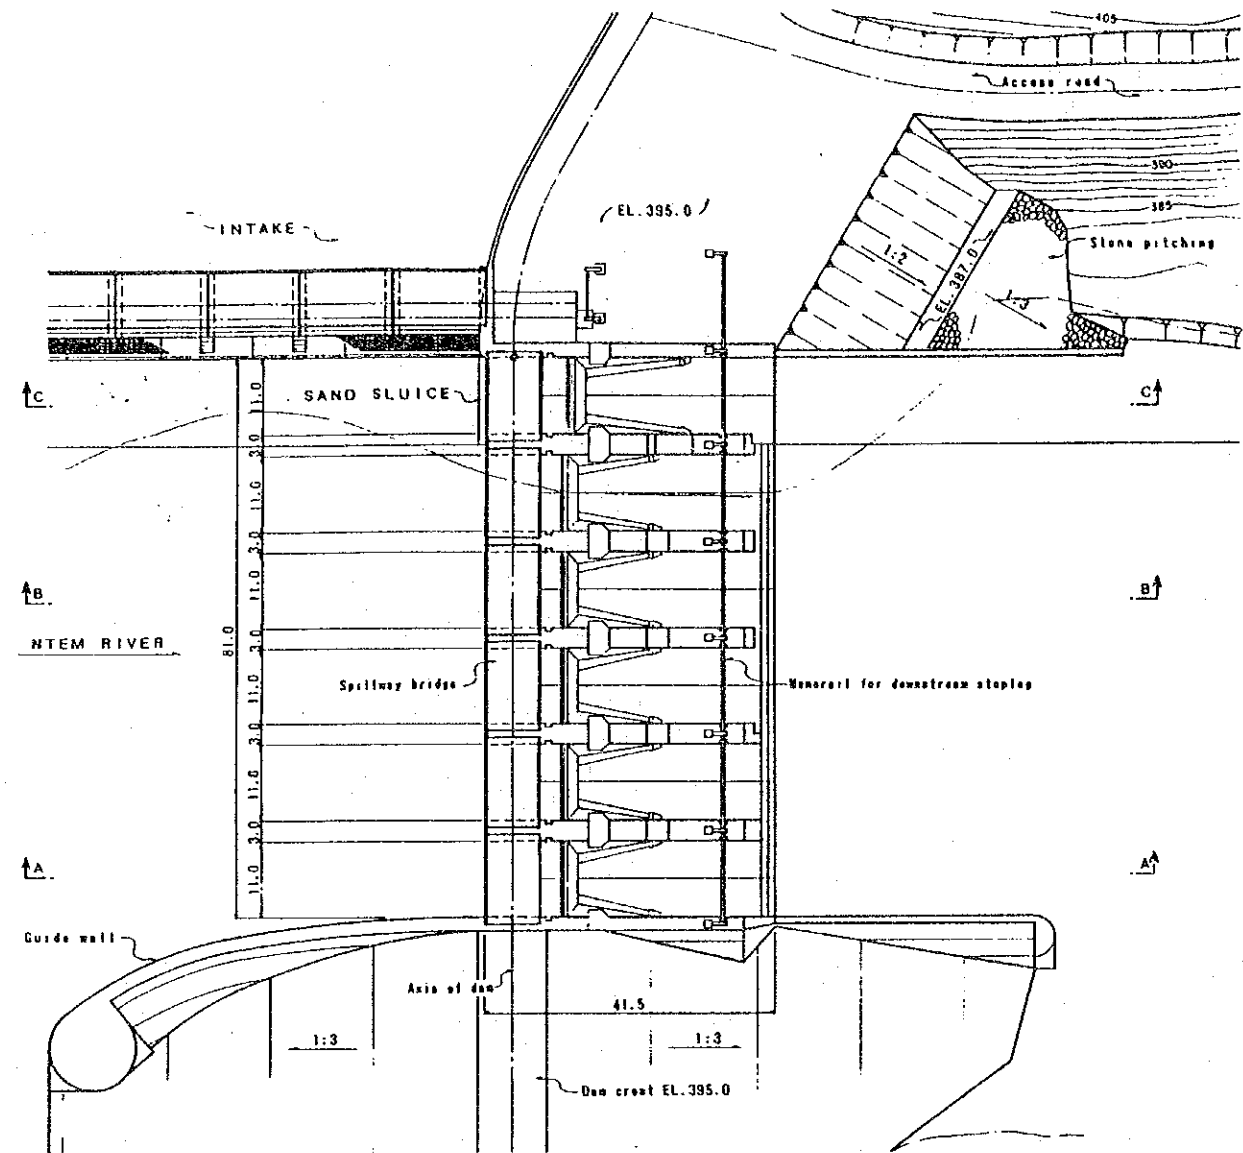 405
Access road
390
EL.395.0
385
INTAKE
Stone pitching
1:2
EL.387.0
1:3
C
SAND SLUICE
C
11.0
3.0
11.0
3.0
B
11.0
B
NTEM RIVER
81.0
3.0
Spillway bridge
11.0
Monorail for downstream stoplog
3.0
11.0
3.0
A
11.0
A
Guide wall
Axis of dam
41.5
1:3
1:3
Dam crest EL.395.0